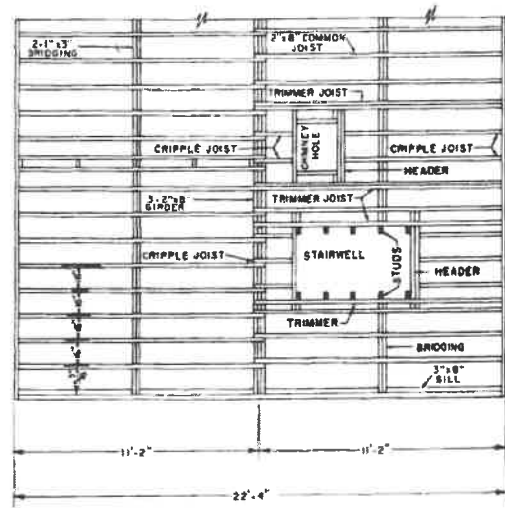 2-1"x3"
BRIDGING
2"x8" COMMON
JOIST
TRIMMER JOIST
CRIPPLE JOIST
CHIMNEY
HOLE
CRIPPLE JOIST
HEADER
3-2"x8"
GIRDER
TRIMMER JOIST
CRIPPLE JOIST
STAIRWELL
STUDS
HEADER
TRIMMER
BRIDGING
3"x8"
SILL
11'-2"
11'-2"
22'-4"